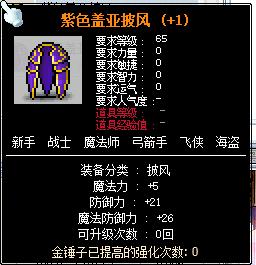 紫色盖亚披风 (+1)
要求等级 : 65
要求力量 : 0
要求敏捷 : 0
要求智力 : 0
要求运气 : 0
要求人气度 : -
道具等级 : -
道具经验值 : -
新手 战士 魔法师 弓箭手 飞侠 海盗
装备分类 : 披风
魔法力 : +5
防御力 : +21
魔法防御力 : +26
可升级次数 : 0回
金锤子已提高的强化次数: 0